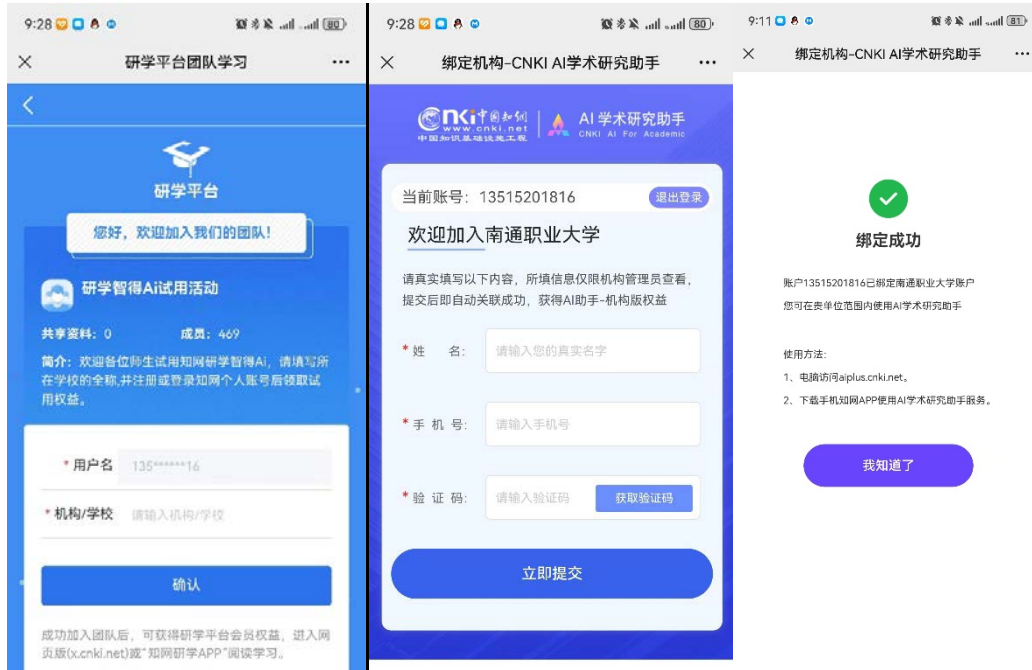 9:28
80
研学平台团队学习
研学平台
您好，欢迎加入我们的团队！
研学智得Ai试用活动
共享资料：0
成员：469
简介：欢迎各位师生试用知网研学智得Ai，请填写所
在学校的全称,并注册或登录知网个人账号后领取试
用权益。
*用户名 135******16
*机构/学校 请输入机构/学校
确认
成功加入团队后，可获得研学平台会员权益，进入网
页版(x.cnki.net)或"知网研学APP"阅读学习。
9:28
80
绑定机构-CNKI AI学术研究助手
cnki 中国知网
www.cnki.net
中国知识基础设施工程
AI 学术研究助手
CNKI AI For Academic
当前账号：13515201816
退出登录
欢迎加入南通职业大学
请真实填写以下内容，所填信息仅限机构管理员查看，
提交后即自动关联成功，获得AI助手-机构版权益
*姓 名: 请输入您的真实名字
*手 机 号: 请输入手机号
*验 证 码: 请输入验证码 获取验证码
立即提交
9:11
81
绑定机构-CNKI AI学术研究助手
绑定成功
账户13515201816已绑定南通职业大学账户
您可在贵单位范围内使用AI学术研究助手
使用方法：
1、电脑访问aiplus.cnki.net。
2、下载手机知网APP使用AI学术研究助手服务。
我知道了